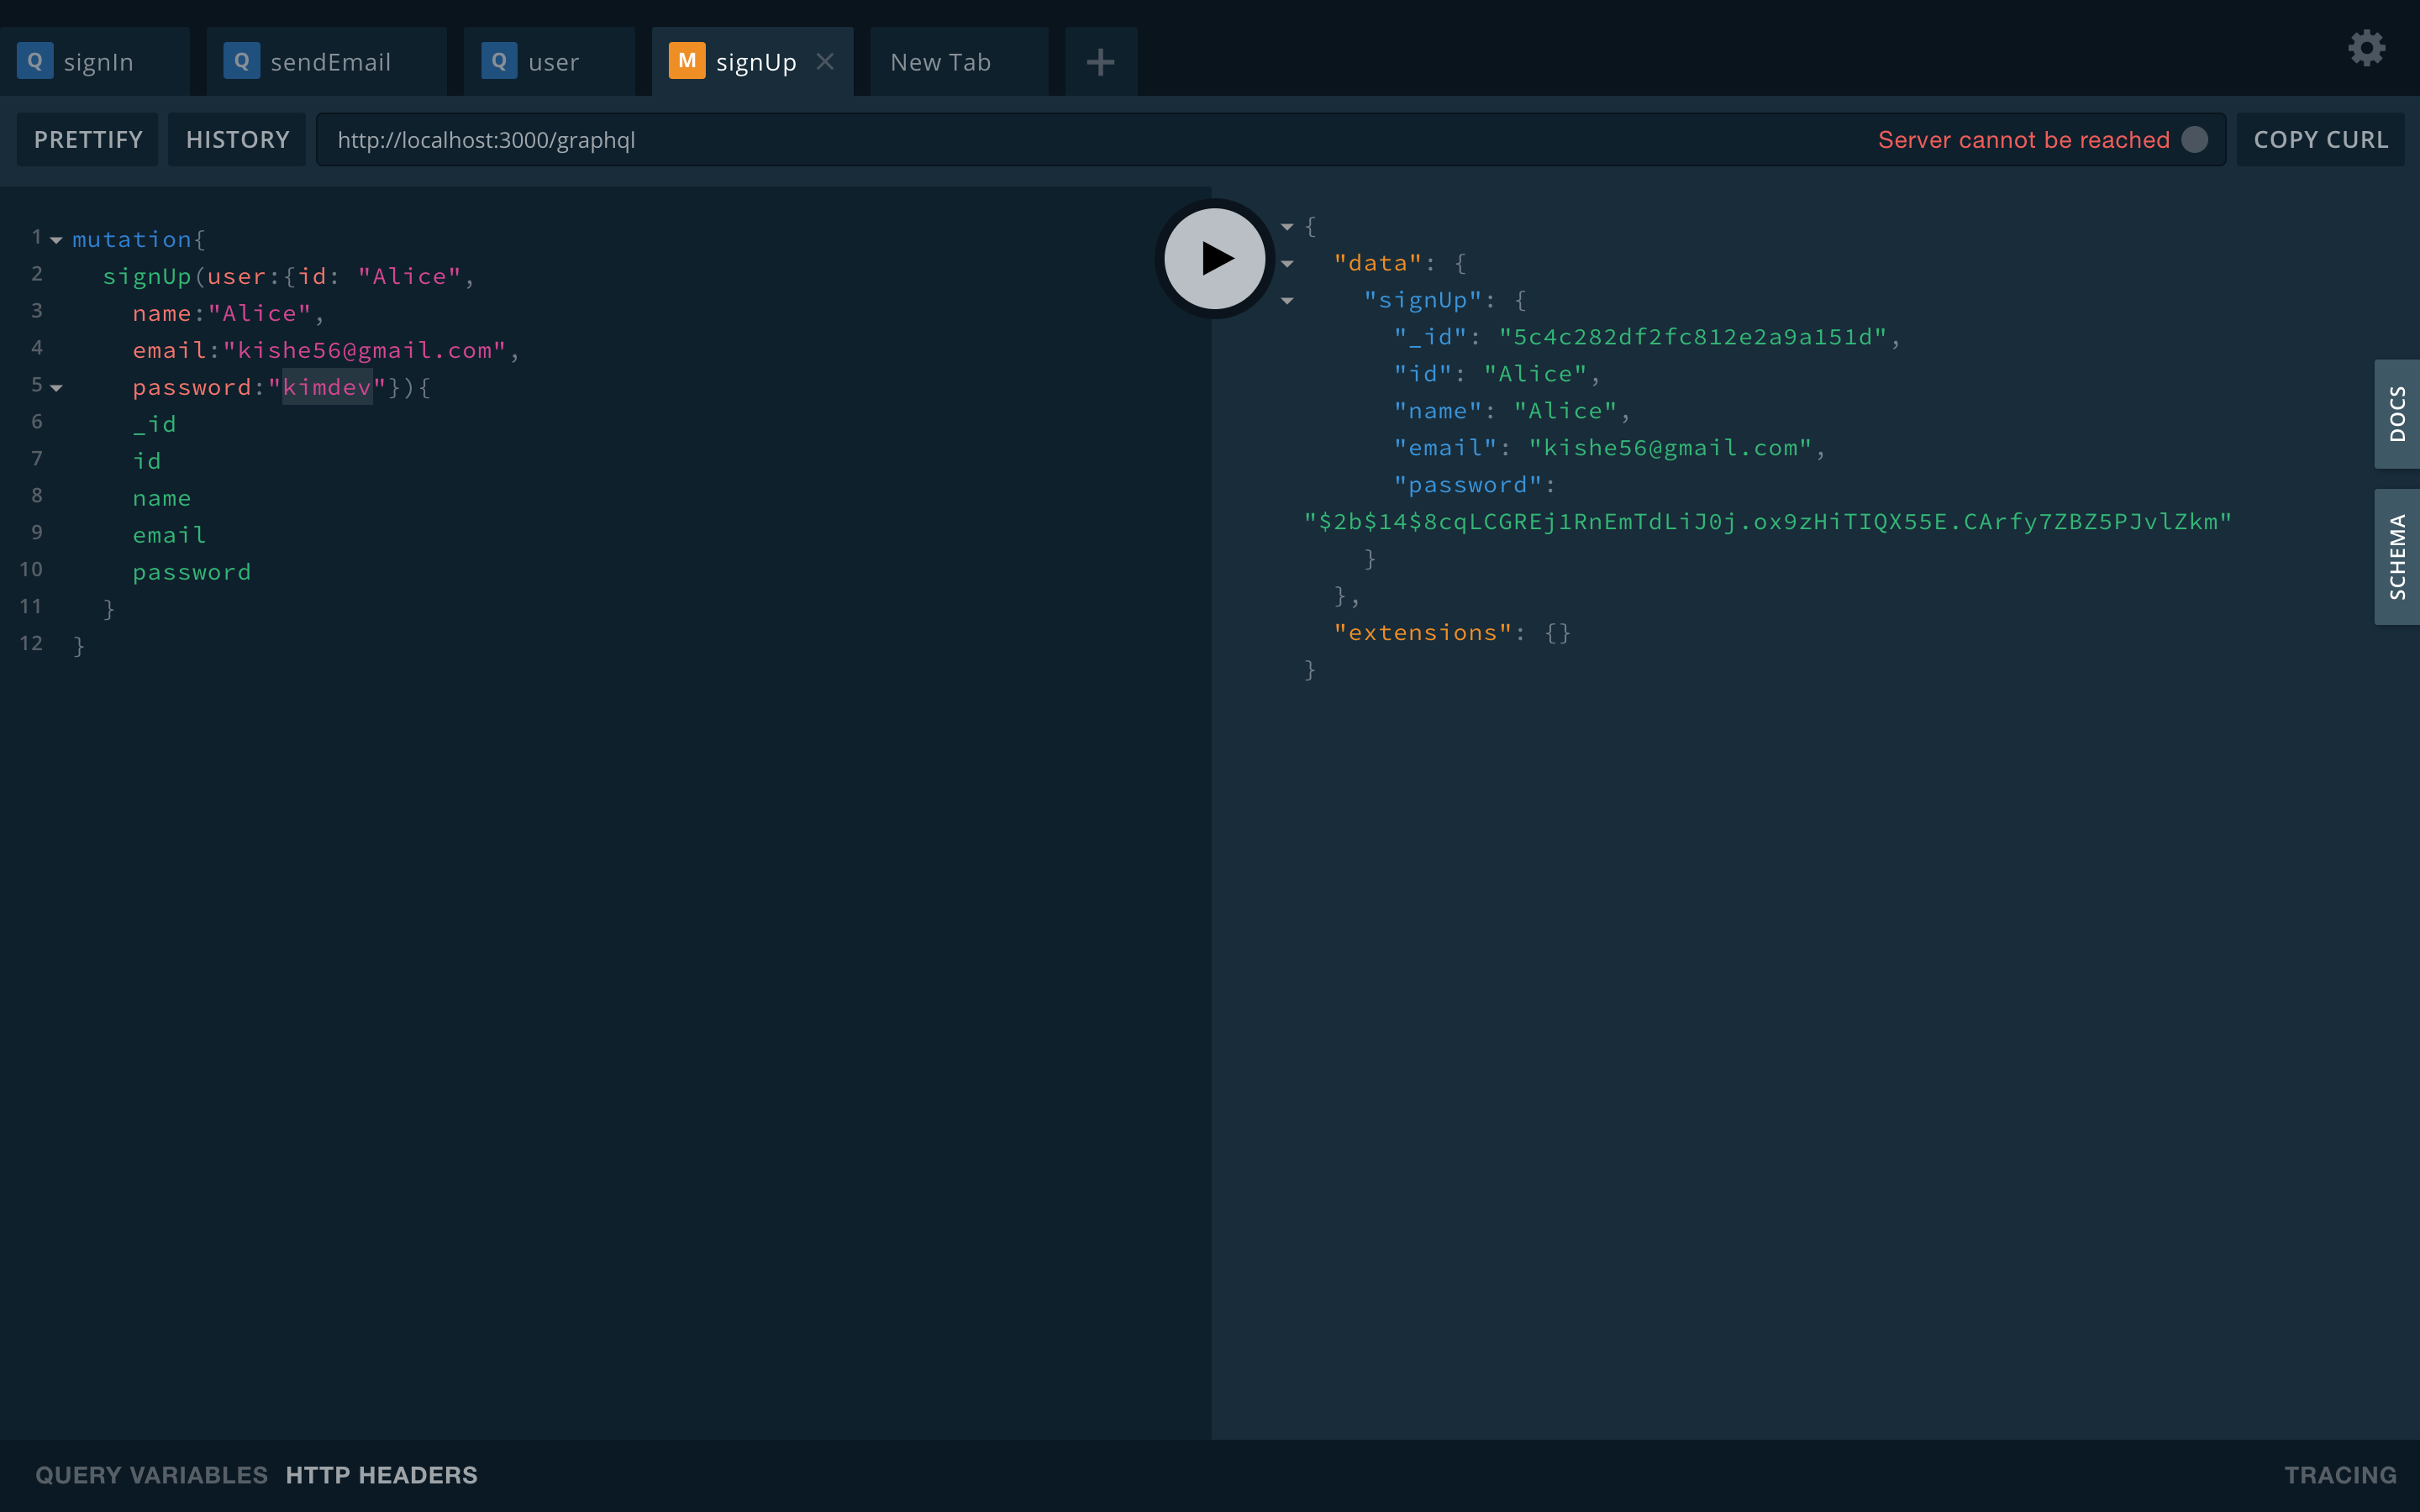 Q signIn Q sendEmail Q user M signUp New Tab
PRETTIFY HISTORY http://localhost:3000/graphql Server cannot be reached COPY CURL
1 mutation{
2 signUp(user:{id: "Alice",
3 name:"Alice",
4 email:"kishe56@gmail.com",
5 password:"kimdev"}){
6 _id
7 id
8 name
9 email
10 password
11 }
12 }
{
"data": {
"signUp": {
"_id": "5c4c282df2fc812e2a9a151d",
"id": "Alice",
"name": "Alice",
"email": "kishe56@gmail.com",
"password":
"$2b$14$8cqLCGREj1RnEmTdLiJ0j.ox9zHiTIQX55E.CArfy7ZBZ5PJvlZkm"
}
},
"extensions": {}
}
DOCS
SCHEMA
QUERY VARIABLES HTTP HEADERS TRACING